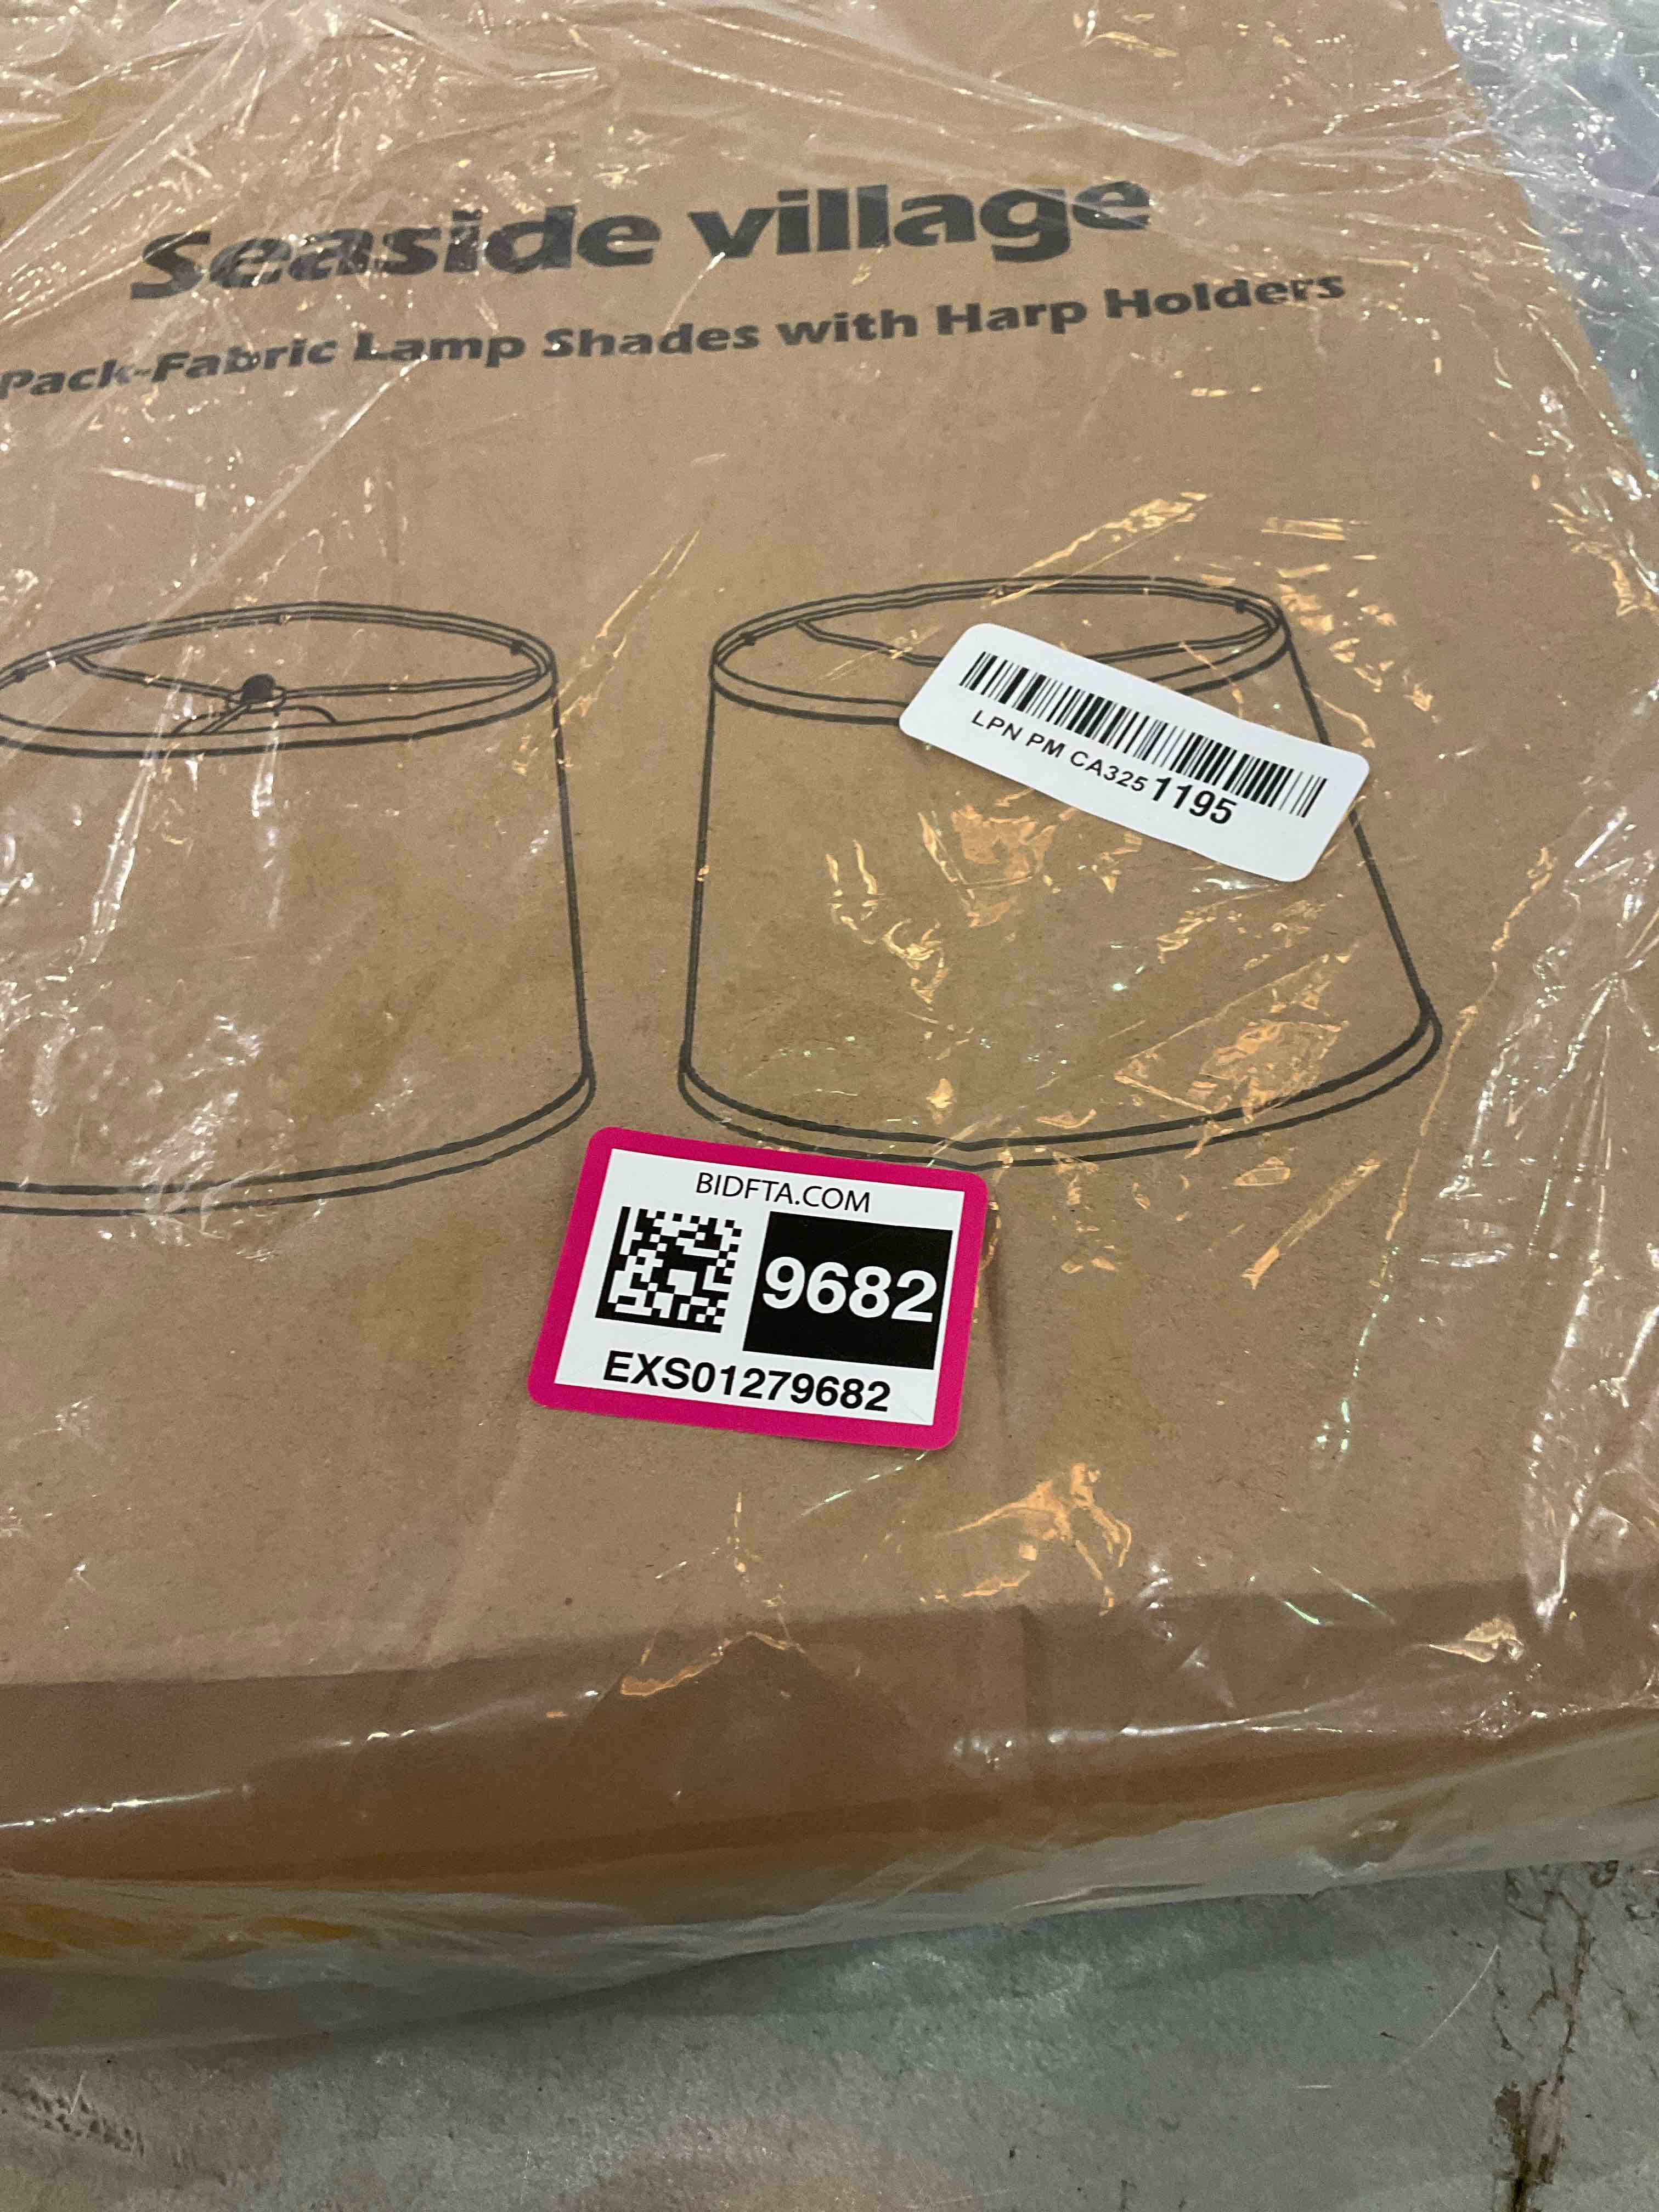 Seaside village
Pack-Fabric Lamp Shades with Harp Holders
LPN PM CA325 1195
BIDFTA.COM
9682
EXS01279682